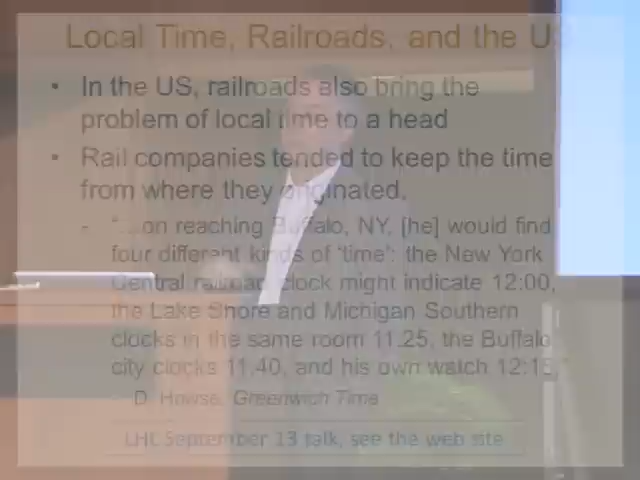 Local Time, Railroads, and the US
• In the US, railroads also bring the
problem of local time to a head
• Rail companies tended to keep the time
from where they originated.
- "…on reaching Buffalo, NY, [he] would find
four different kinds of 'time': the New York
Central railroad clock might indicate 12:00,
the Lake Shore and Michigan Southern
clocks in the same room 11.25, the Buffalo
city clocks 11.40, and his own watch 12:15."
D. Howse, Greenwich Time
LHC September 13 talk, see the web site